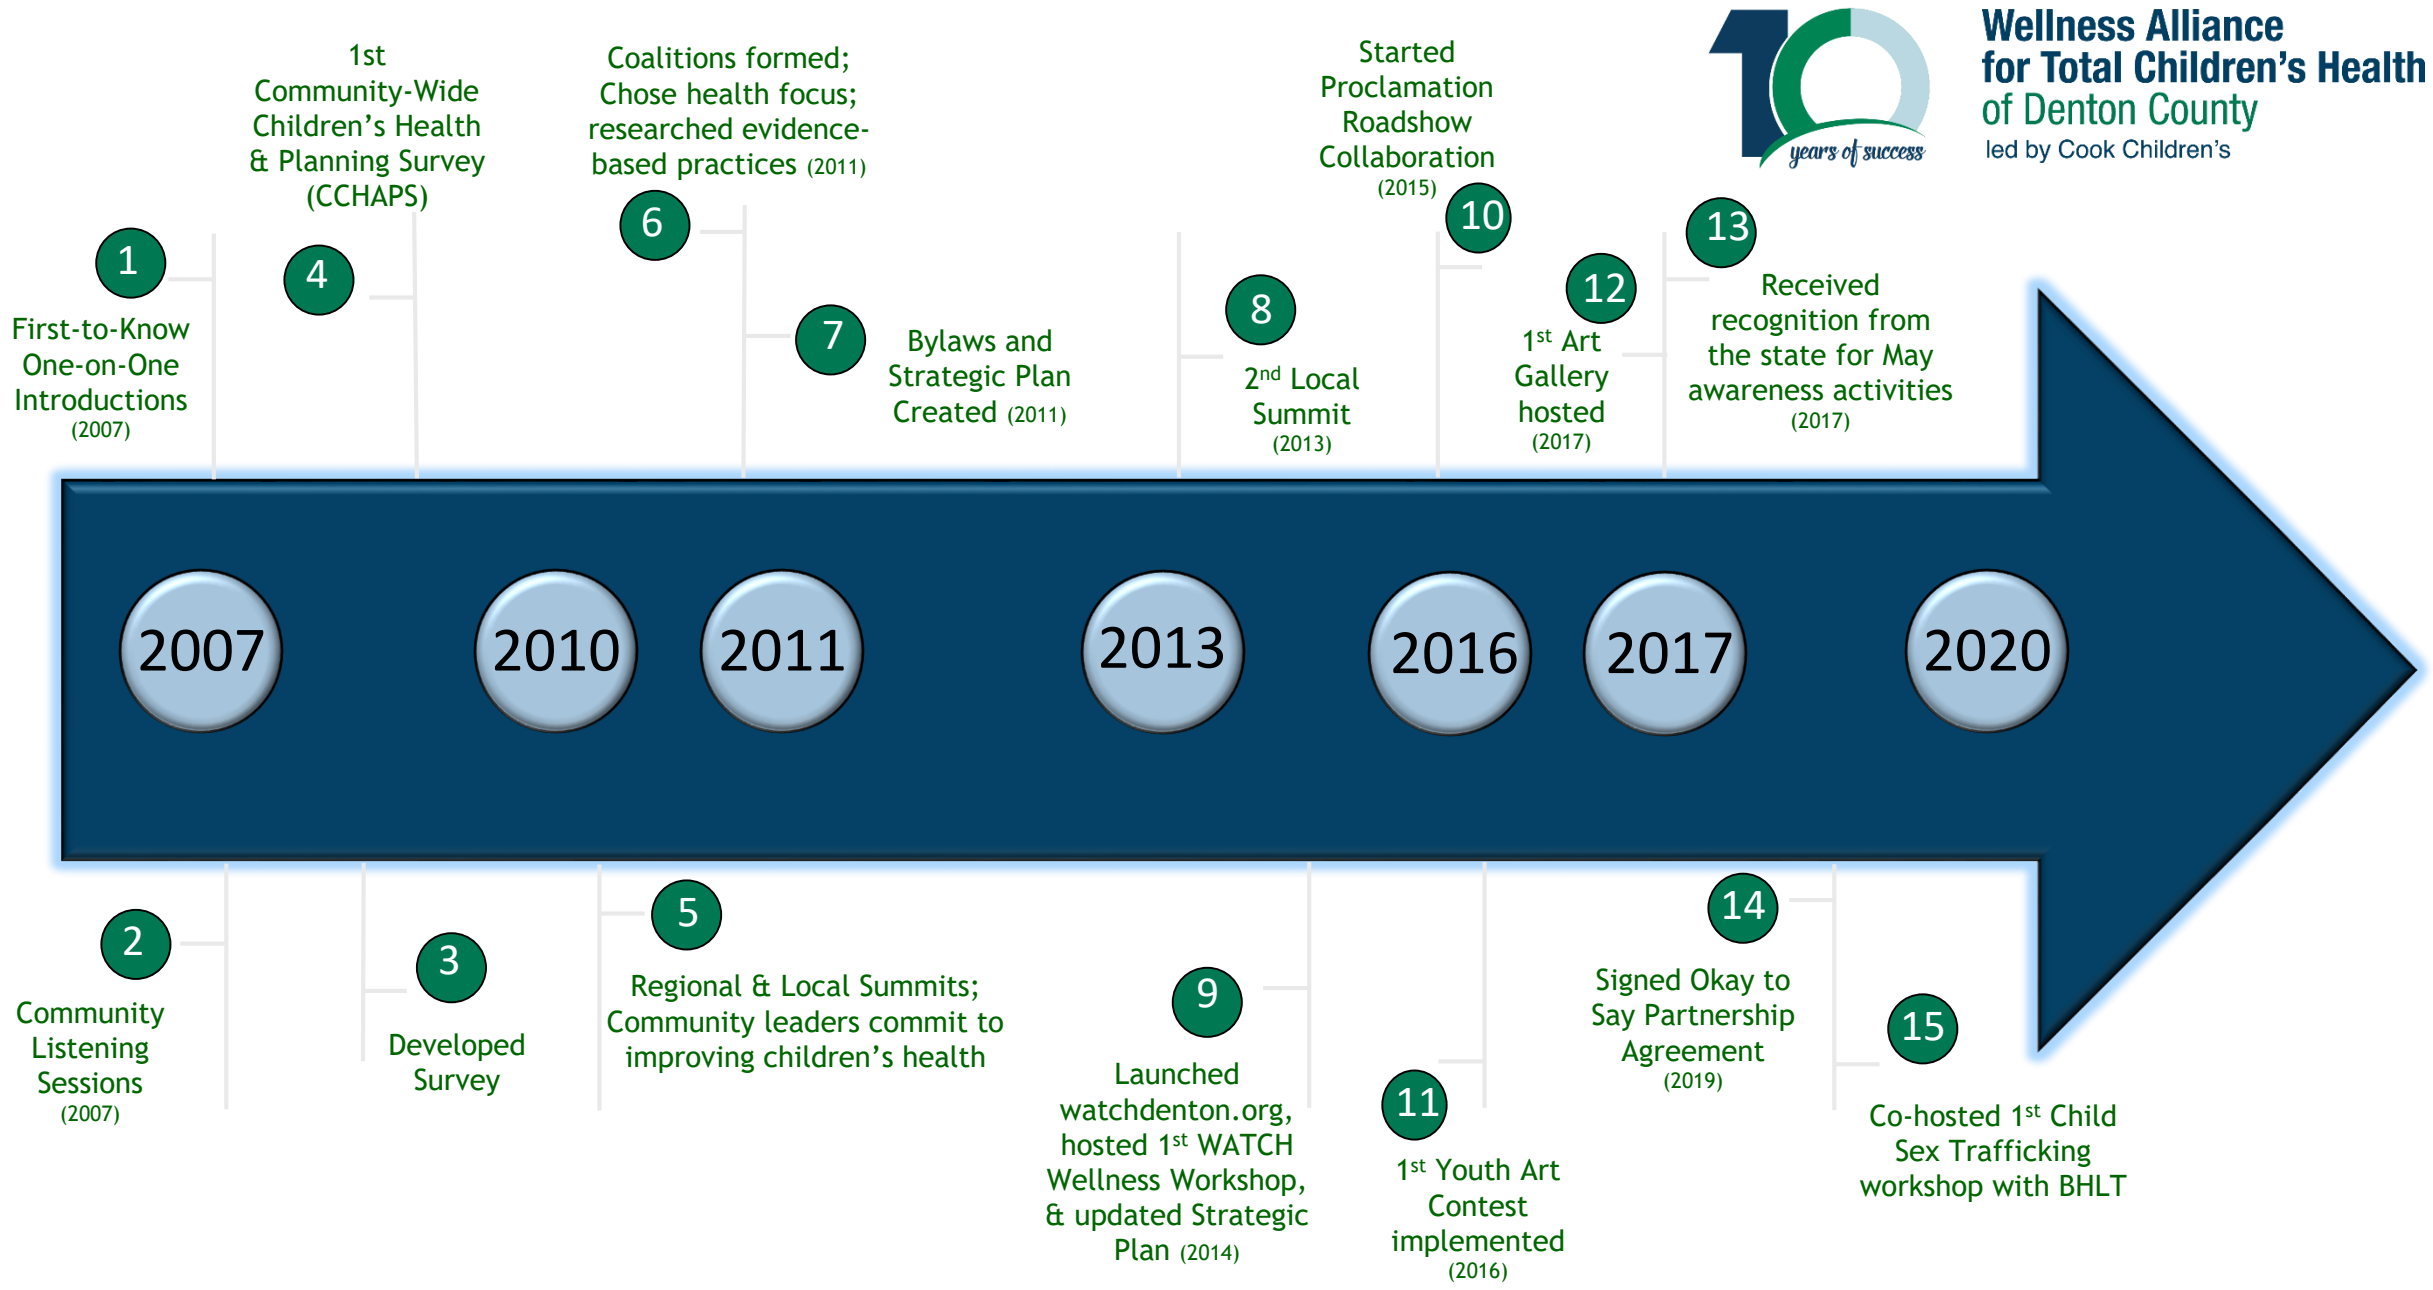 10
years of success
Wellness Alliance
for Total Children's Health
of Denton County
led by Cook Children's
1
First-to-Know
One-on-One
Introductions
(2007)
1st
Community-Wide
Children’s Health
& Planning Survey
(CCHAPS)
4
Coalitions formed;
Chose health focus;
researched evidence-
based practices (2011)
6
7
Bylaws and
Strategic Plan
Created (2011)
8
2nd Local
Summit
(2013)
Started
Proclamation
Roadshow
Collaboration
(2015)
10
12
1st Art
Gallery
hosted
(2017)
13
Received
recognition from
the state for May
awareness activities
(2017)
2007
2010
2011
2013
2016
2017
2020
2
Community
Listening
Sessions
(2007)
3
Developed
Survey
5
Regional & Local Summits;
Community leaders commit to
improving children’s health
9
Launched
watchdenton.org,
hosted 1st WATCH
Wellness Workshop,
& updated Strategic
Plan (2014)
11
1st Youth Art
Contest
implemented
(2016)
14
Signed Okay to
Say Partnership
Agreement
(2019)
15
Co-hosted 1st Child
Sex Trafficking
workshop with BHLT